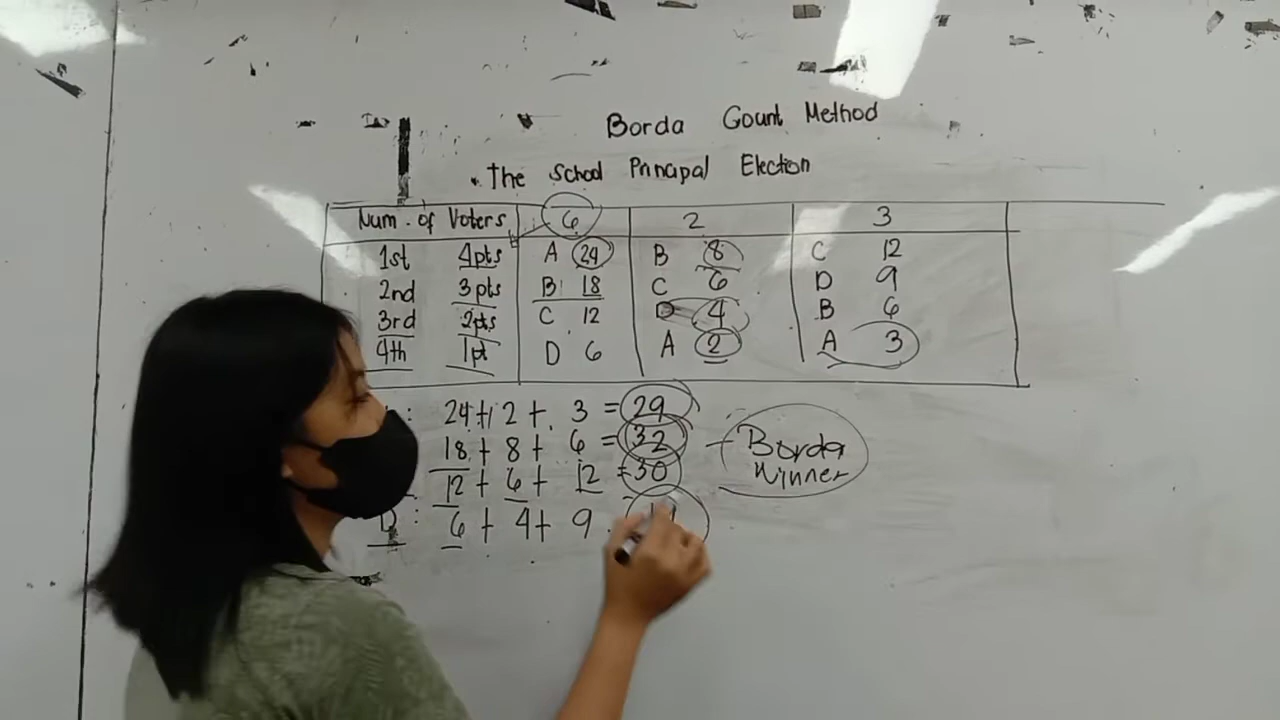 Borda Count Method
The School Principal Election
Num. of Voters 6 2 3
1st 4pts A 24 B 8 C 12
2nd 3pts B 18 C 6 D 9
3rd 2pts C 12 D 4 B 6
4th 1pt D 6 A 2 A 3
: 24 + 2 + 3 = 29
18 + 8 + 6 = 32 - Borda
Winner
12 + 6 + 12 = 30
D : 6 + 4 + 9